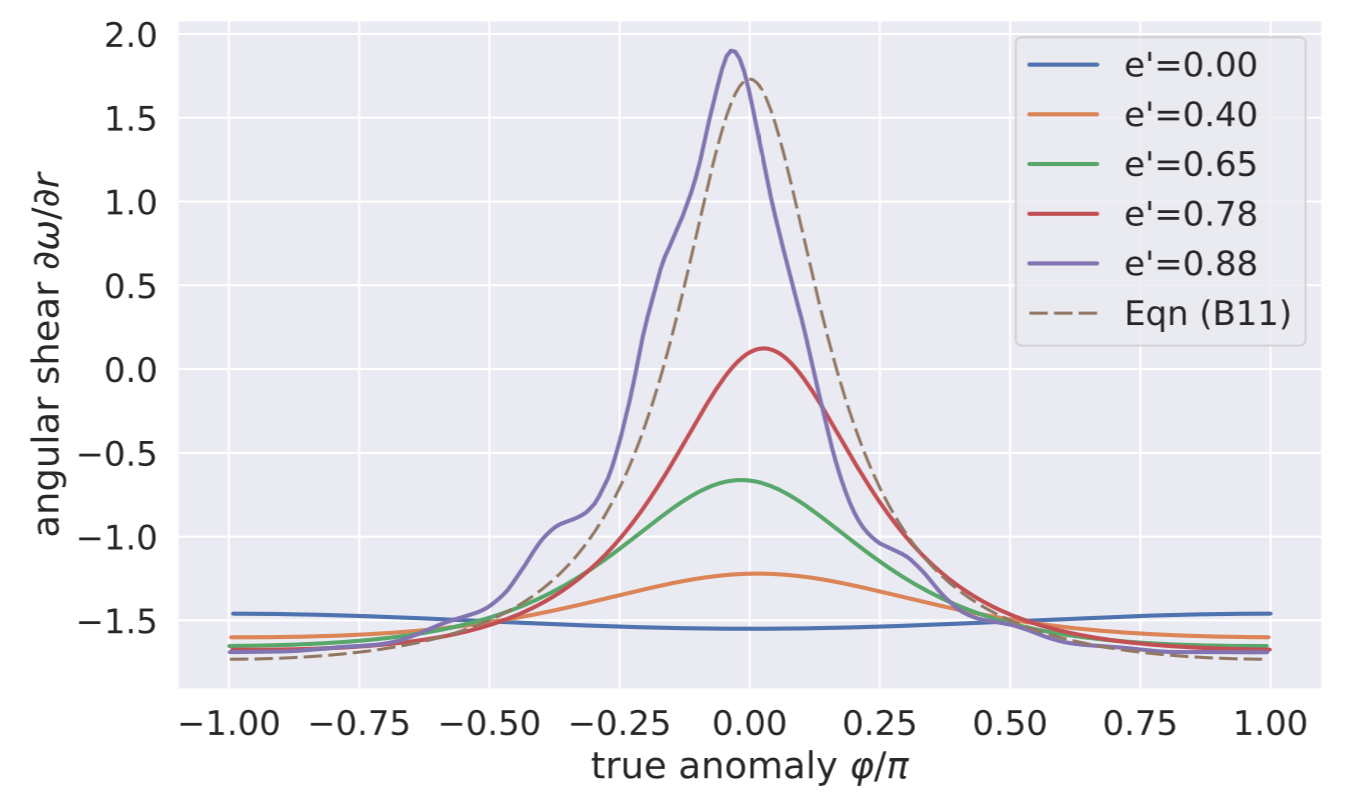 2.0
1.5
1.0
0.5
0.0
−0.5
−1.0
−1.5
angular shear ∂ω/∂r
e'=0.00
e'=0.40
e'=0.65
e'=0.78
e'=0.88
Eqn (B11)
−1.00 −0.75 −0.50 −0.25 0.00 0.25 0.50 0.75 1.00
true anomaly φ/π